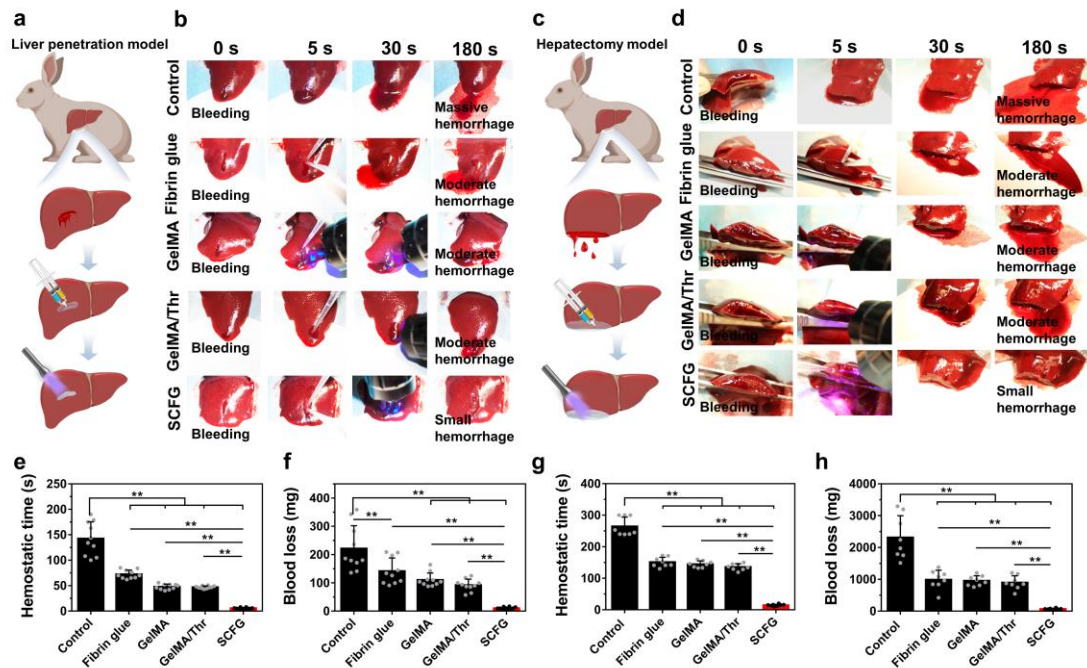 a
Liver penetration model
b
0 s 5 s 30 s 180 s
Control
Bleeding
Massive
hemorrhage
Fibrin glue
Bleeding
Moderate
hemorrhage
GelMA
Bleeding
Moderate
hemorrhage
GelMA/Thr
Bleeding
Moderate
hemorrhage
SCFG
Bleeding
Small
hemorrhage
c
Hepatectomy model
d
0 s 5 s 30 s 180 s
Control
Bleeding
Massive
hemorrhage
Fibrin glue
Bleeding
Moderate
hemorrhage
GelMA
Bleeding
Moderate
hemorrhage
GelMA/Thr
Bleeding
Moderate
hemorrhage
SCFG
Bleeding
Small
hemorrhage
e
Hemostatic time (s)
250
200
150
100
50
0
**
**
**
**
Control Fibrin glue GelMA GelMA/Thr SCFG
f
Blood loss (mg)
400
300
200
100
0
**
**
**
**
**
Control Fibrin glue GelMA GelMA/Thr SCFG
g
Hemostatic time (s)
400
300
200
100
0
**
**
**
**
Control Fibrin glue GelMA GelMA/Thr SCFG
h
Blood loss (mg)
4000
3000
2000
1000
0
**
**
**
**
Control Fibrin glue GelMA GelMA/Thr SCFG